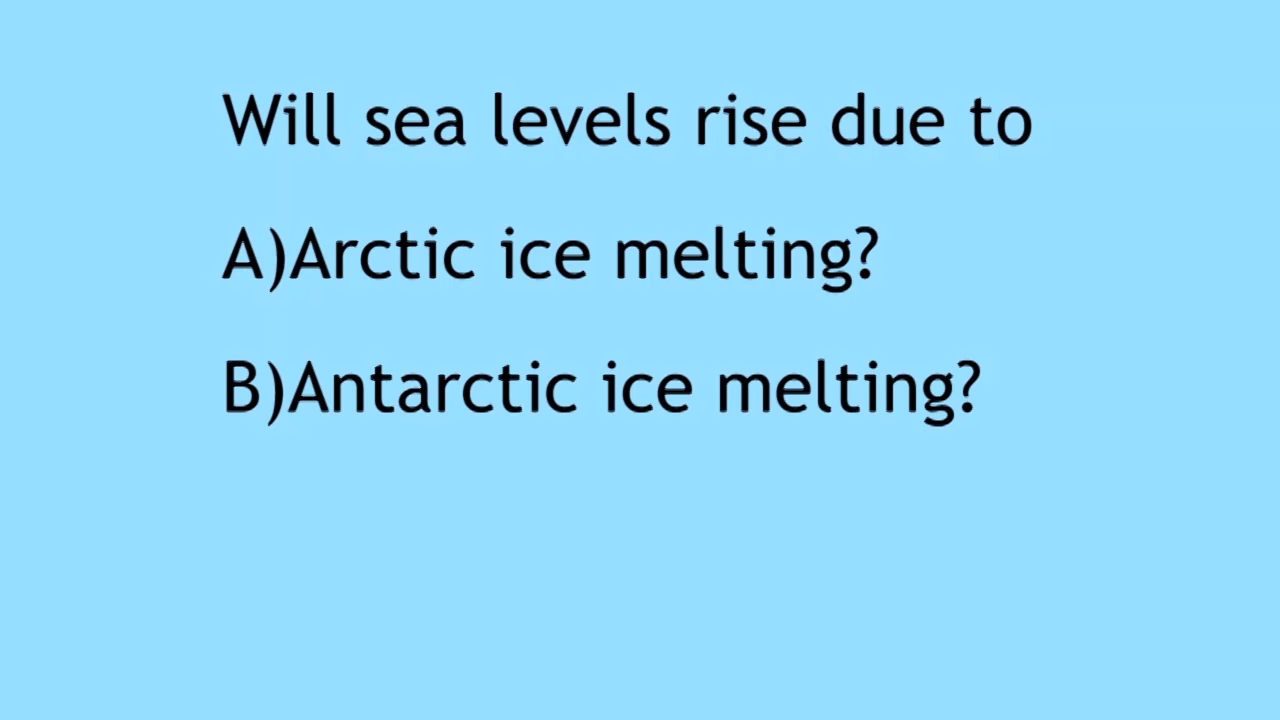 Will sea levels rise due to
A)Arctic ice melting?
B)Antarctic ice melting?